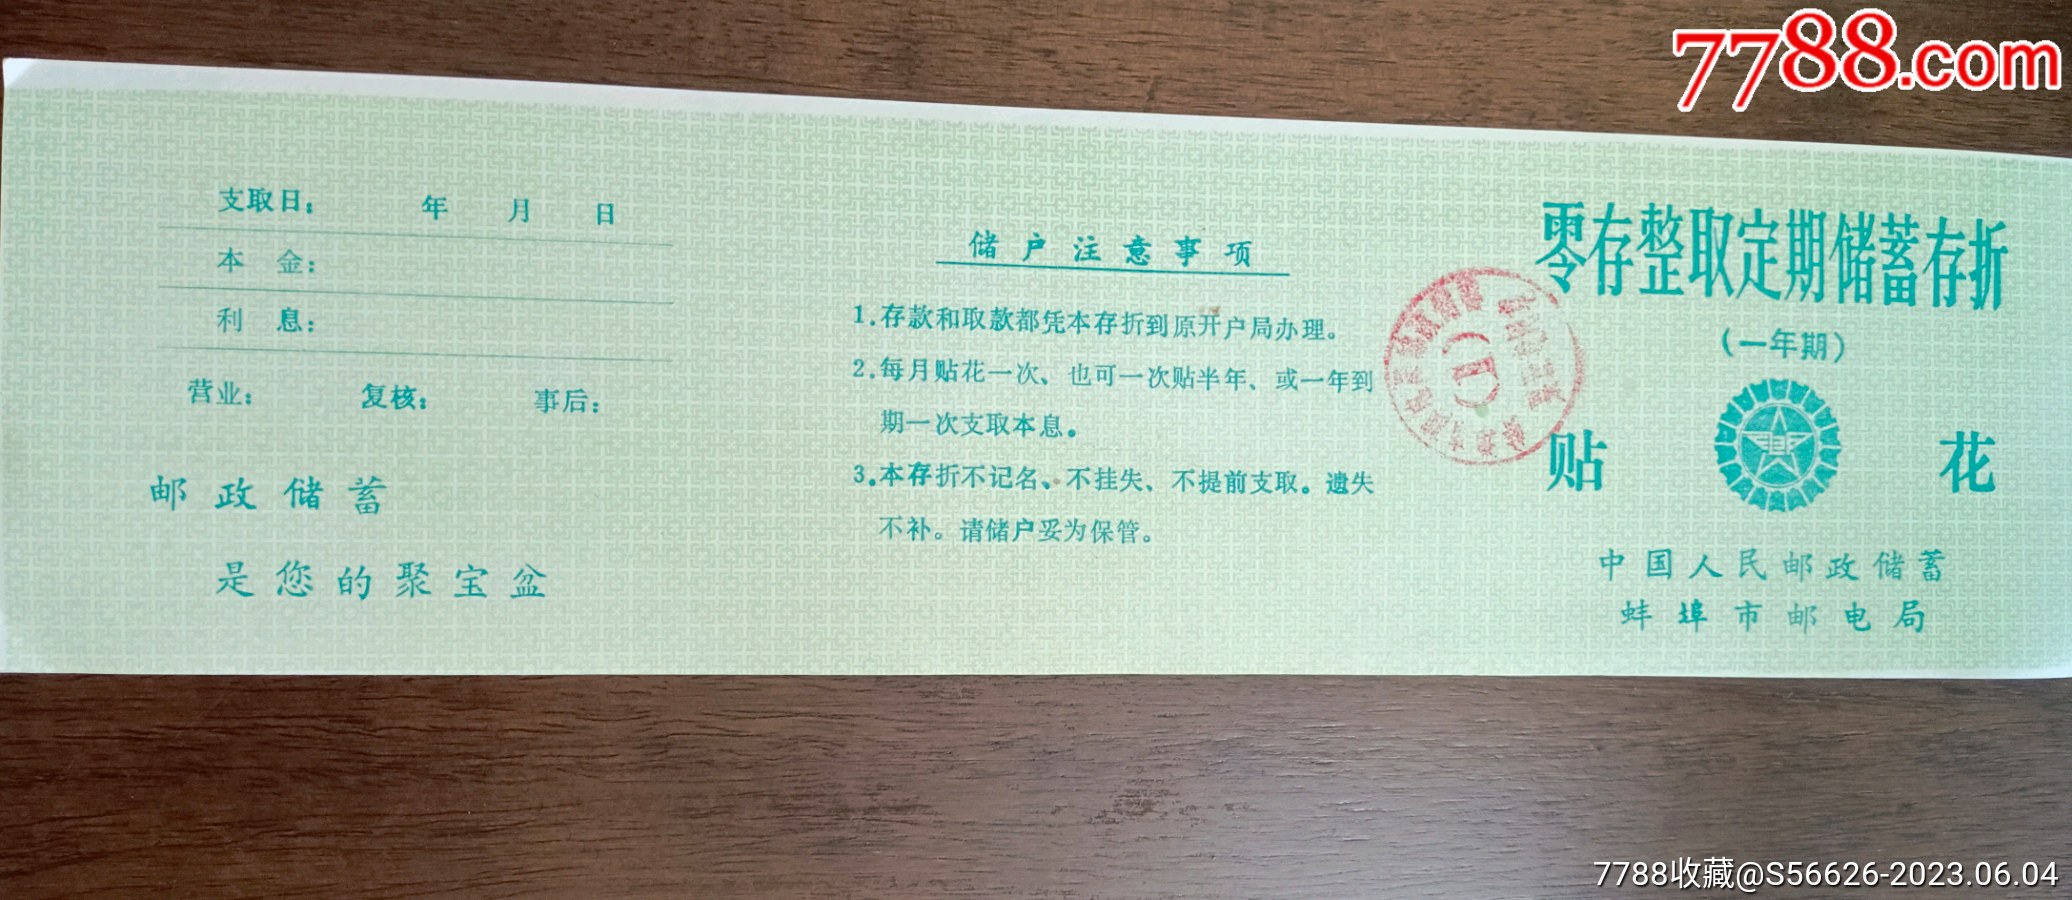 7788.com
支取日： 年 月 日
本 金：
利 息：
营业： 复核： 事后：
邮政储蓄
是您的聚宝盆
储户注意事项
1.存款和取款都凭本存折到原开户局办理。
2.每月贴花一次、也可一次贴半年、或一年到
期一次支取本息。
3.本存折不记名、不挂失、不提前支取。遗失
不补。请储户妥为保管。
零存整取定期储蓄存折
（一年期）
贴 花
中国人民邮政储蓄
蚌埠市邮电局
7788收藏@S56626-2023.06.04